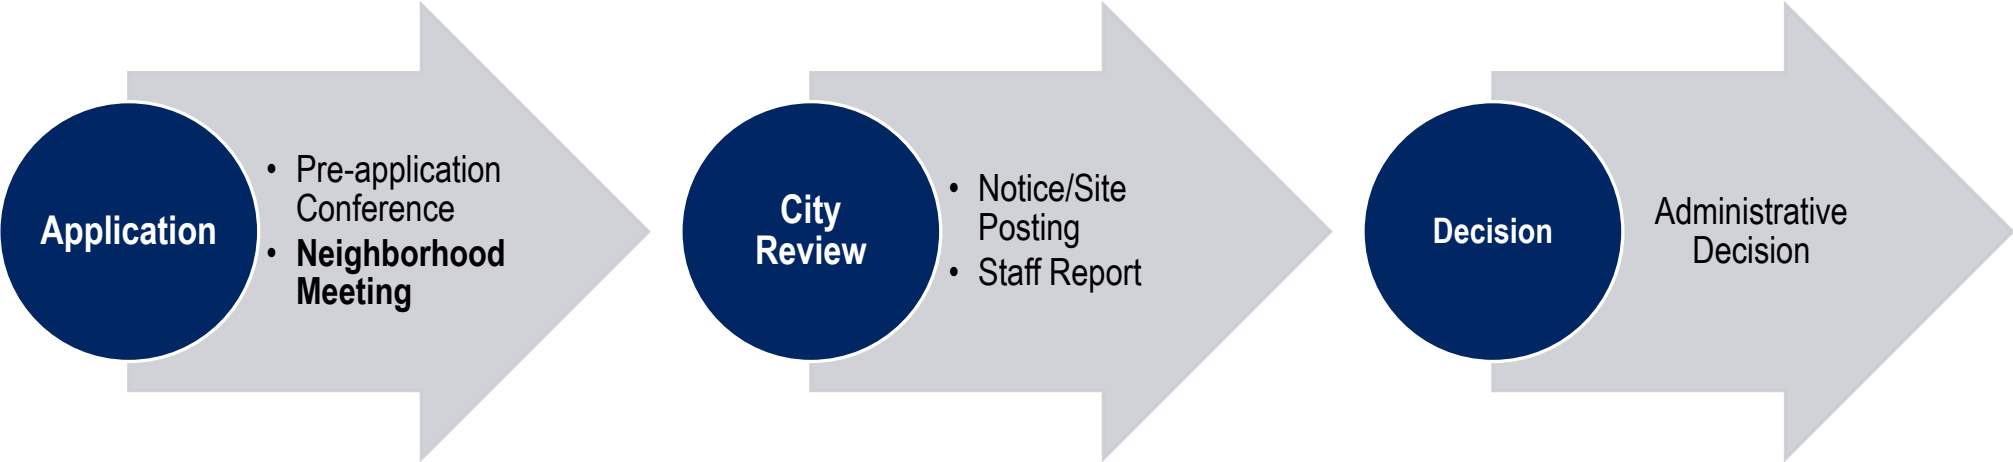 Application
• Pre-application
Conference
• Neighborhood
Meeting
City
Review
• Notice/Site
Posting
• Staff Report
Decision
Administrative
Decision